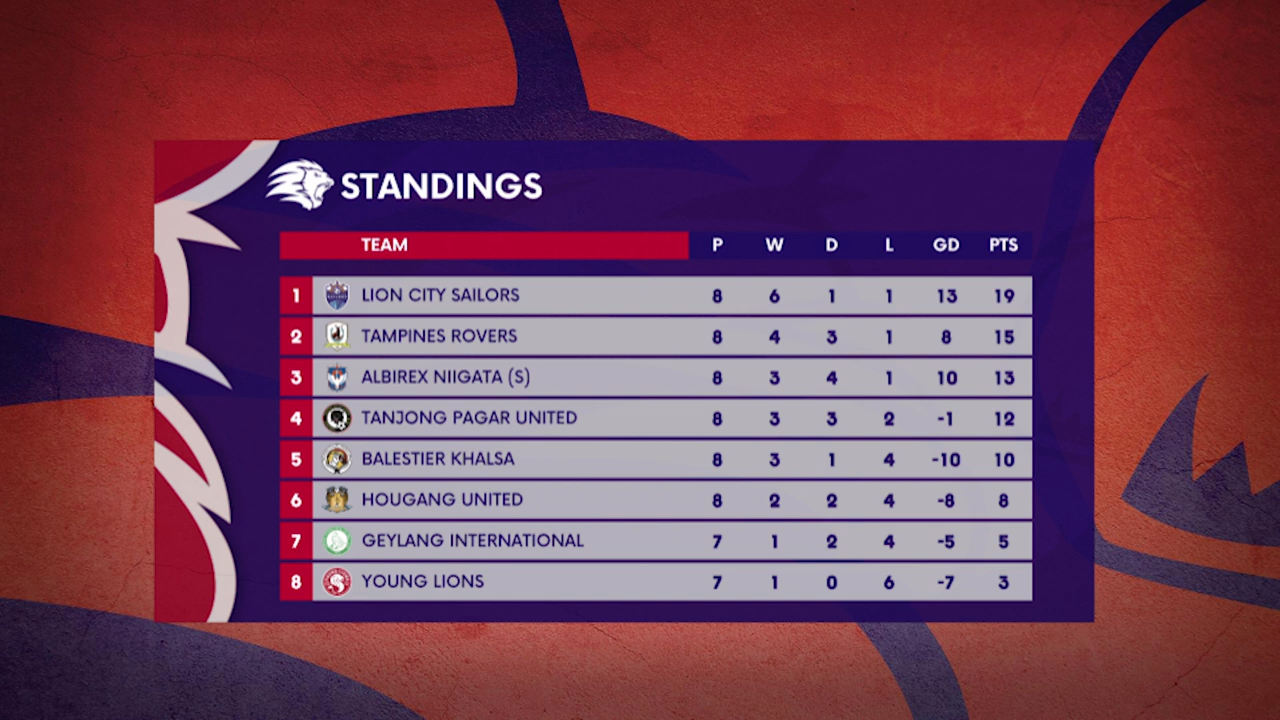 STANDINGS
TEAM P W D L GD PTS
1 LION CITY SAILORS 8 6 1 1 13 19
2 TAMPINES ROVERS 8 4 3 1 8 15
3 ALBIREX NIIGATA (S) 8 3 4 1 10 13
4 TANJONG PAGAR UNITED 8 3 3 2 -1 12
5 BALESTIER KHALSA 8 3 1 4 -10 10
6 HOUGANG UNITED 8 2 2 4 -8 8
7 GEYLANG INTERNATIONAL 7 1 2 4 -5 5
8 YOUNG LIONS 7 1 0 6 -7 3